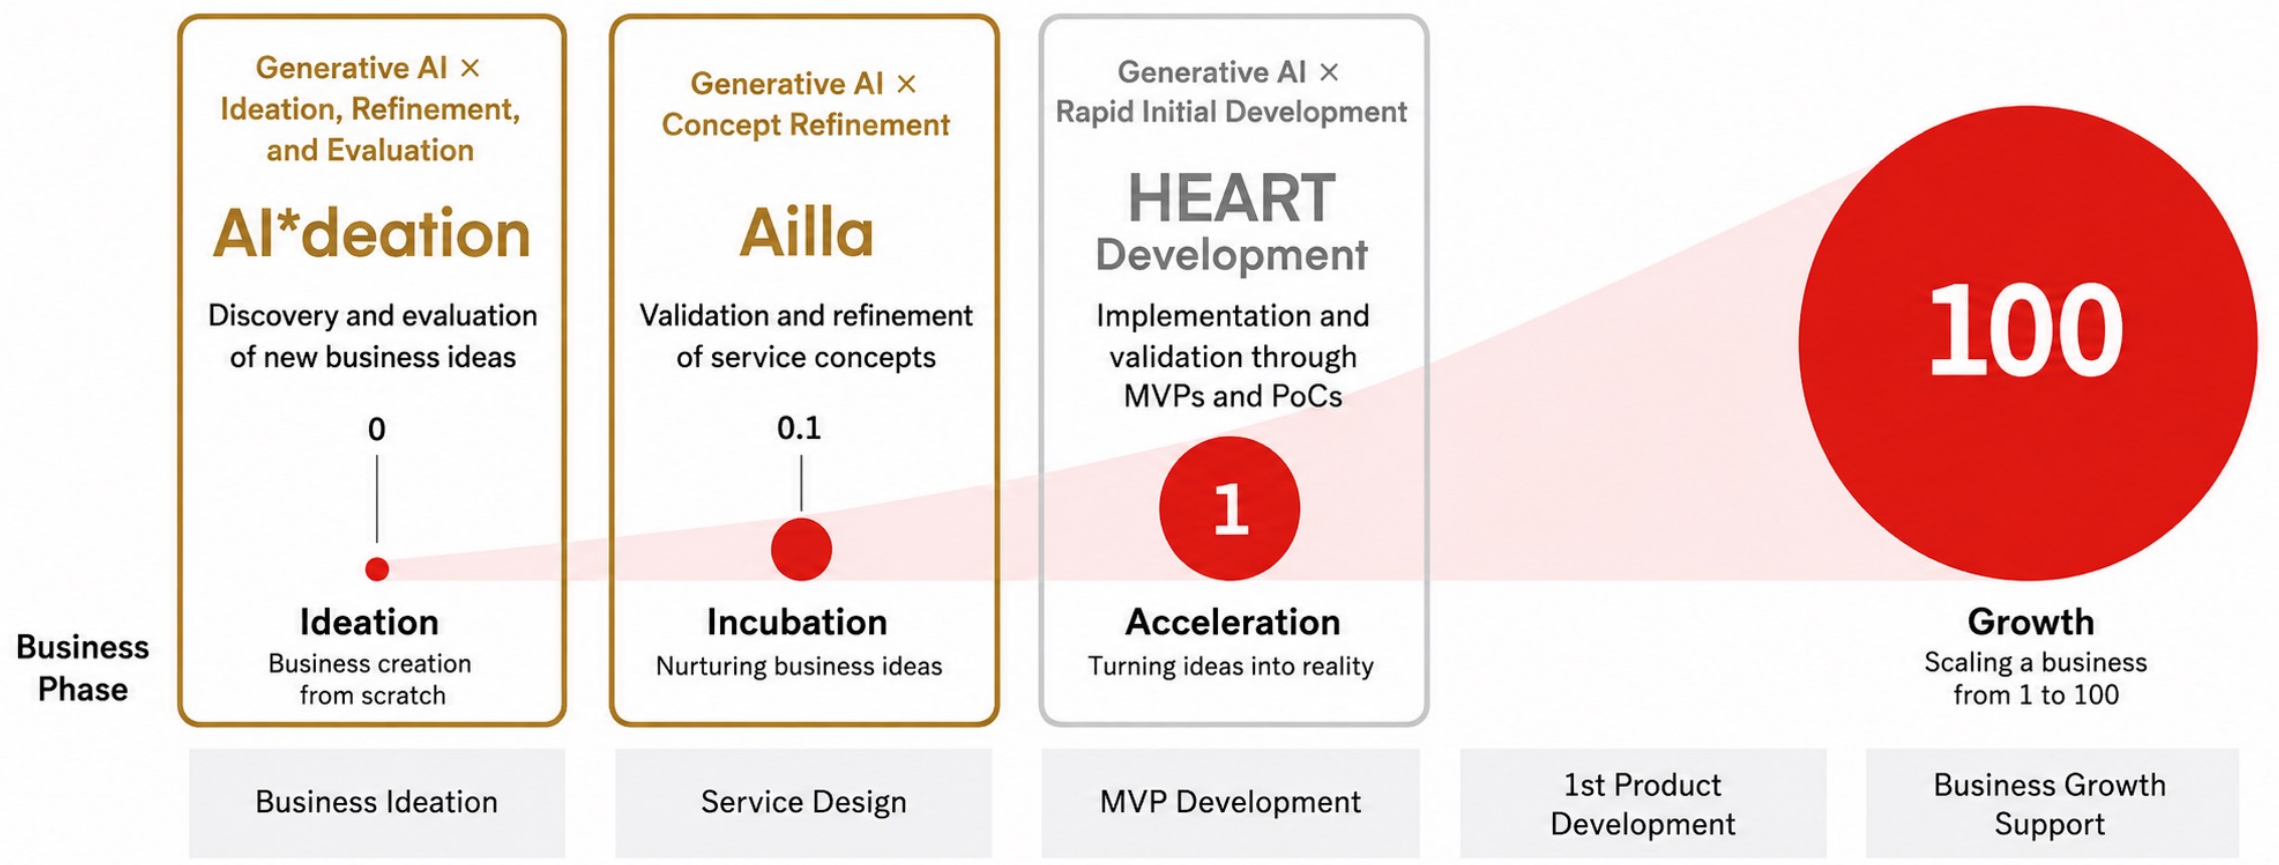 Generative AI ×
Ideation, Refinement,
and Evaluation
AI*deation
Discovery and evaluation
of new business ideas
0
Ideation
Business creation
from scratch
Generative AI ×
Concept Refinement
Ailla
Validation and refinement
of service concepts
0.1
Incubation
Nurturing business ideas
Generative AI ×
Rapid Initial Development
HEART
Development
Implementation and
validation through
MVPs and PoCs
1
Acceleration
Turning ideas into reality
100
Growth
Scaling a business
from 1 to 100
Business
Phase
Business Ideation
Service Design
MVP Development
1st Product
Development
Business Growth
Support